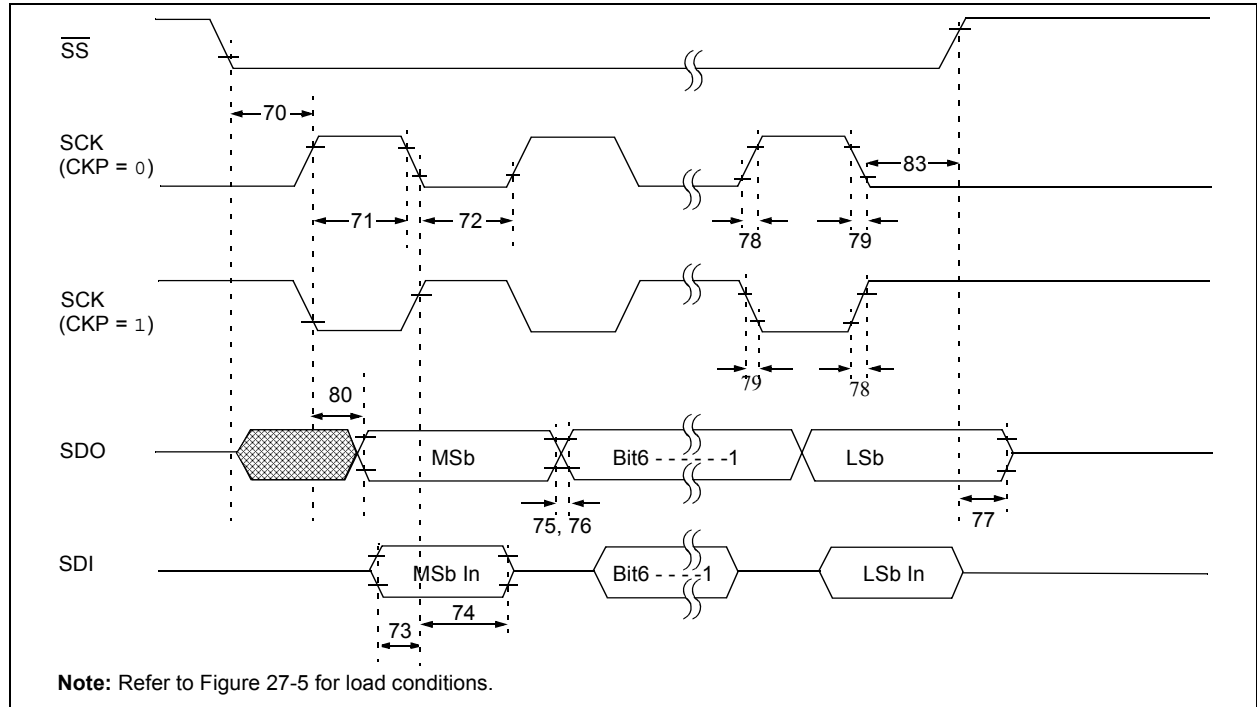 SS
70
SCK
(CKP = 0)
83
71
72
78
79
SCK
(CKP = 1)
79
78
80
SDO
MSb
Bit6 - - - - - -1
LSb
75, 76
77
SDI
MSb In
Bit6 - - - -1
LSb In
74
73
Note: Refer to Figure 27-5 for load conditions.